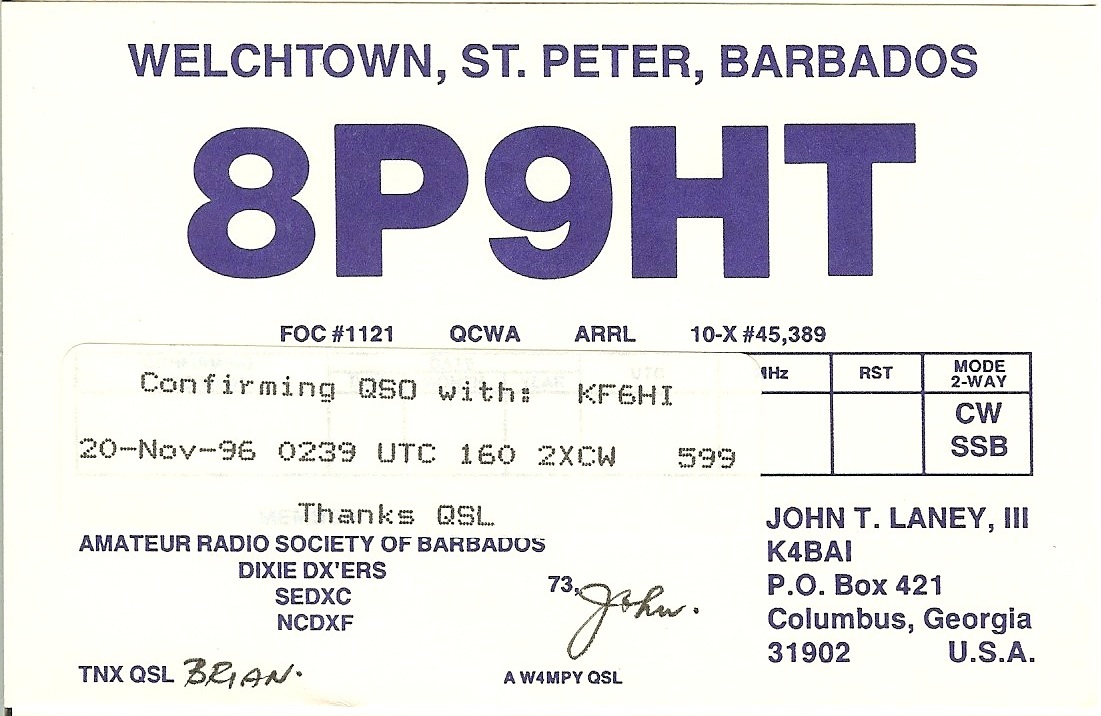 WELCHTOWN, ST. PETER, BARBADOS
8P9HT
FOC #1121 QCWA ARRL 10-X #45,389
Confirming QSO with: KF6HI
20-Nov-96 0239 UTC 160 2XCW 599
Thanks QSL
MHz RST MODE
2-WAY
CW
SSB
AMATEUR RADIO SOCIETY OF BARBADOS
DIXIE DX'ERS
SEDXC
NCDXF
73, John.
TNX QSL BRIAN.
A W4MPY QSL
JOHN T. LANEY, III
K4BAI
P.O. Box 421
Columbus, Georgia
31902 U.S.A.